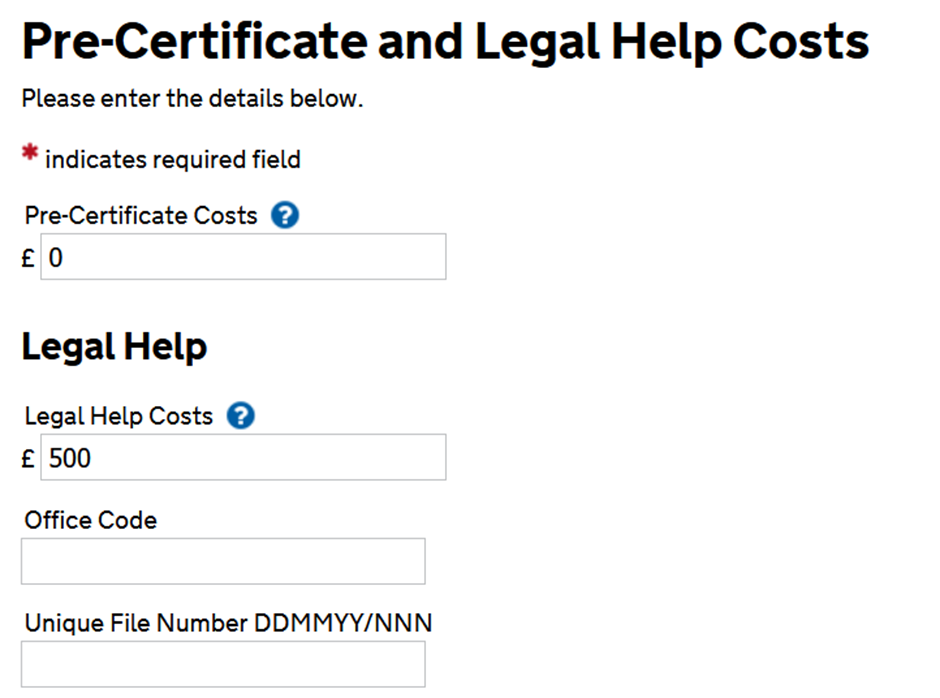 Pre-Certificate and Legal Help Costs
Please enter the details below.
* indicates required field
Pre-Certificate Costs ?
£ 0
Legal Help
Legal Help Costs ?
£ 500
Office Code
Unique File Number DDMMYY/NNN